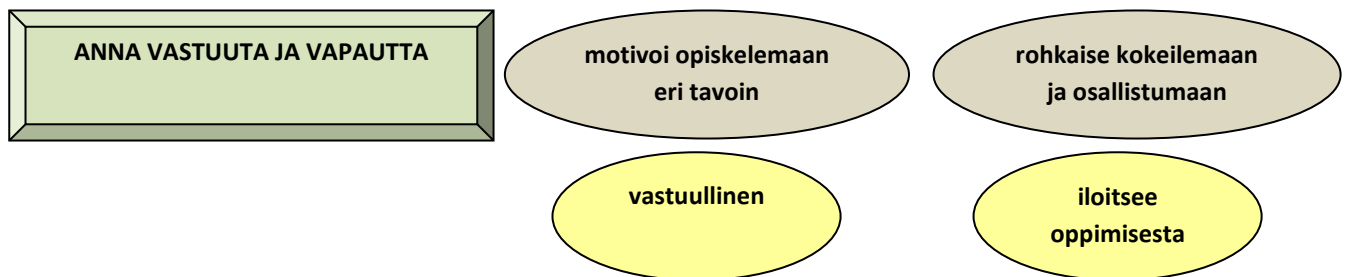 ANNA VASTUUTA JA VAPAUTTA
motivoi opiskelemaan
eri tavoin
rohkaise kokeilemaan
ja osallistumaan
vastuullinen
iloitsee
oppimisesta